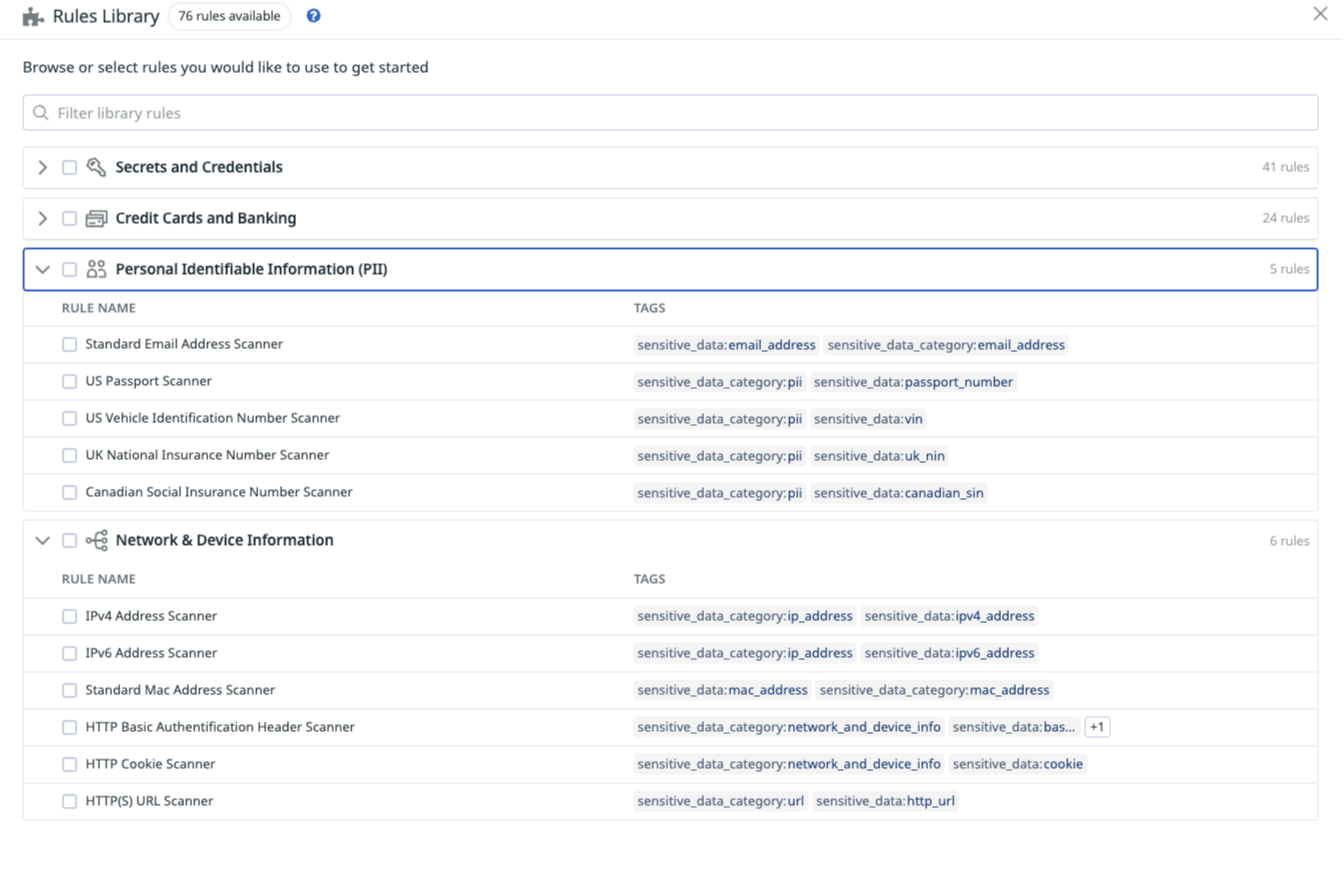 Rules Library 76 rules available ?
Browse or select rules you would like to use to get started
Filter library rules
Secrets and Credentials 41 rules
Credit Cards and Banking 24 rules
Personal Identifiable Information (PII) 5 rules
RULE NAME TAGS
Standard Email Address Scanner sensitive_data:email_address sensitive_data_category:email_address
US Passport Scanner sensitive_data_category:pii sensitive_data:passport_number
US Vehicle Identification Number Scanner sensitive_data_category:pii sensitive_data:vin
UK National Insurance Number Scanner sensitive_data_category:pii sensitive_data:uk_nin
Canadian Social Insurance Number Scanner sensitive_data_category:pii sensitive_data:canadian_sin
Network & Device Information 6 rules
RULE NAME TAGS
IPv4 Address Scanner sensitive_data_category:ip_address sensitive_data:ipv4_address
IPv6 Address Scanner sensitive_data_category:ip_address sensitive_data:ipv6_address
Standard Mac Address Scanner sensitive_data:mac_address sensitive_data_category:mac_address
HTTP Basic Authentification Header Scanner sensitive_data_category:network_and_device_info sensitive_data:bas... +1
HTTP Cookie Scanner sensitive_data_category:network_and_device_info sensitive_data:cookie
HTTP(S) URL Scanner sensitive_data_category:url sensitive_data:http_url